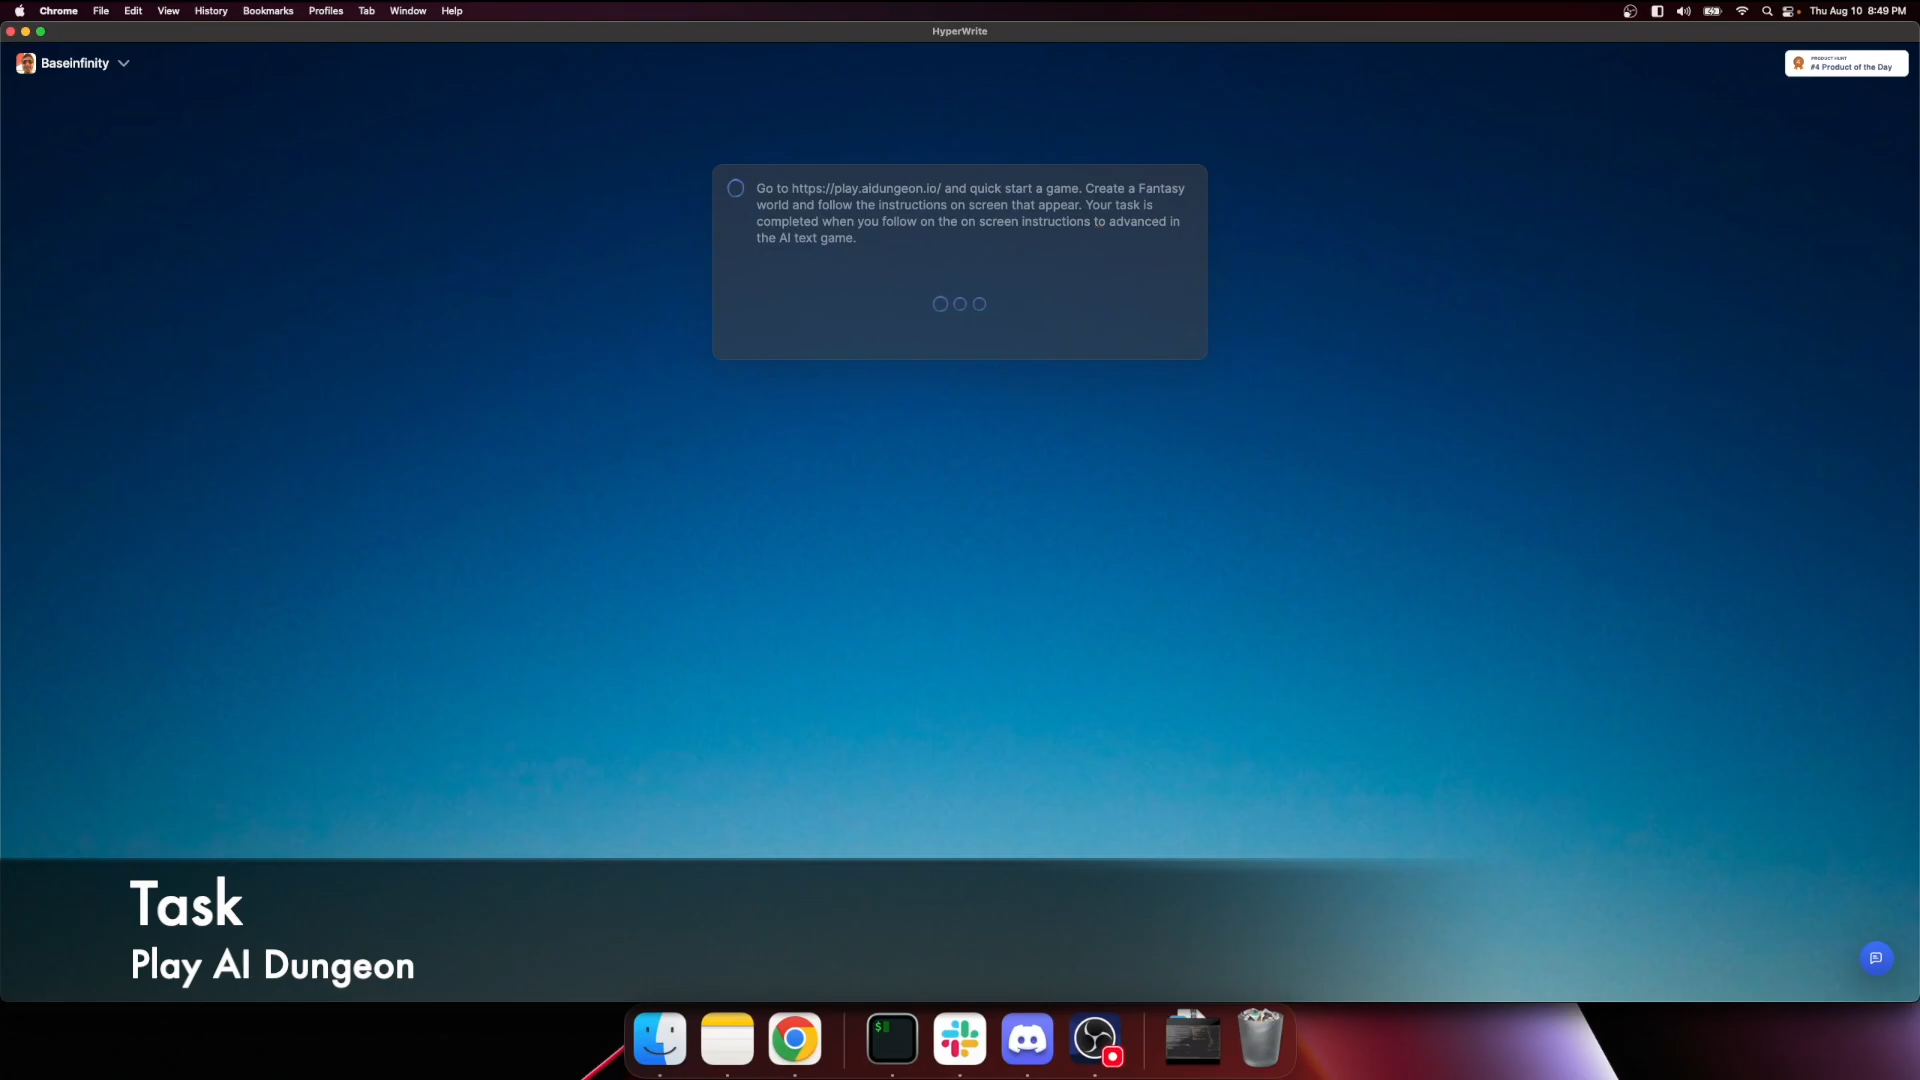 Chrome File Edit View History Bookmarks Profiles Tab Window Help
Thu Aug 10 8:49 PM
HyperWrite
Baseinfinity
PRODUCT HUNT
#4 Product of the Day
Go to https://play.aidungeon.io/ and quick start a game. Create a Fantasy
world and follow the instructions on screen that appear. Your task is
completed when you follow on the on screen instructions to advanced in
the AI text game.
Task
Play AI Dungeon
$